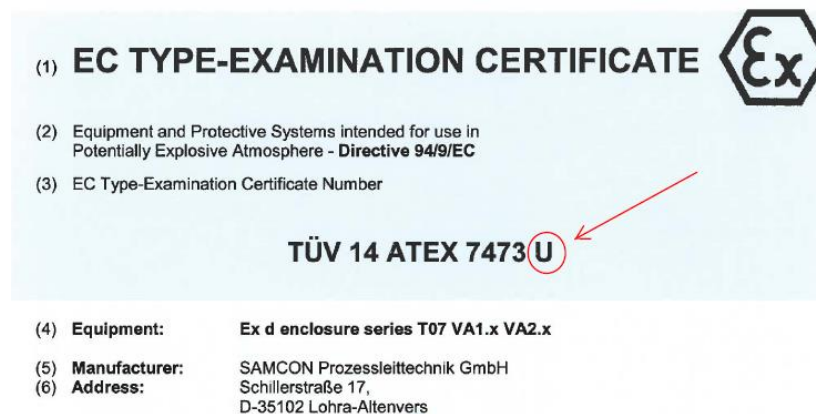 (1) EC TYPE-EXAMINATION CERTIFICATE Ex
(2) Equipment and Protective Systems intended for use in
Potentially Explosive Atmosphere - Directive 94/9/EC
(3) EC Type-Examination Certificate Number
TÜV 14 ATEX 7473 U
(4) Equipment: Ex d enclosure series T07 VA1.x VA2.x
(5) Manufacturer: SAMCON Prozessleittechnik GmbH
(6) Address: Schillerstraße 17,
D-35102 Lohra-Altenvers